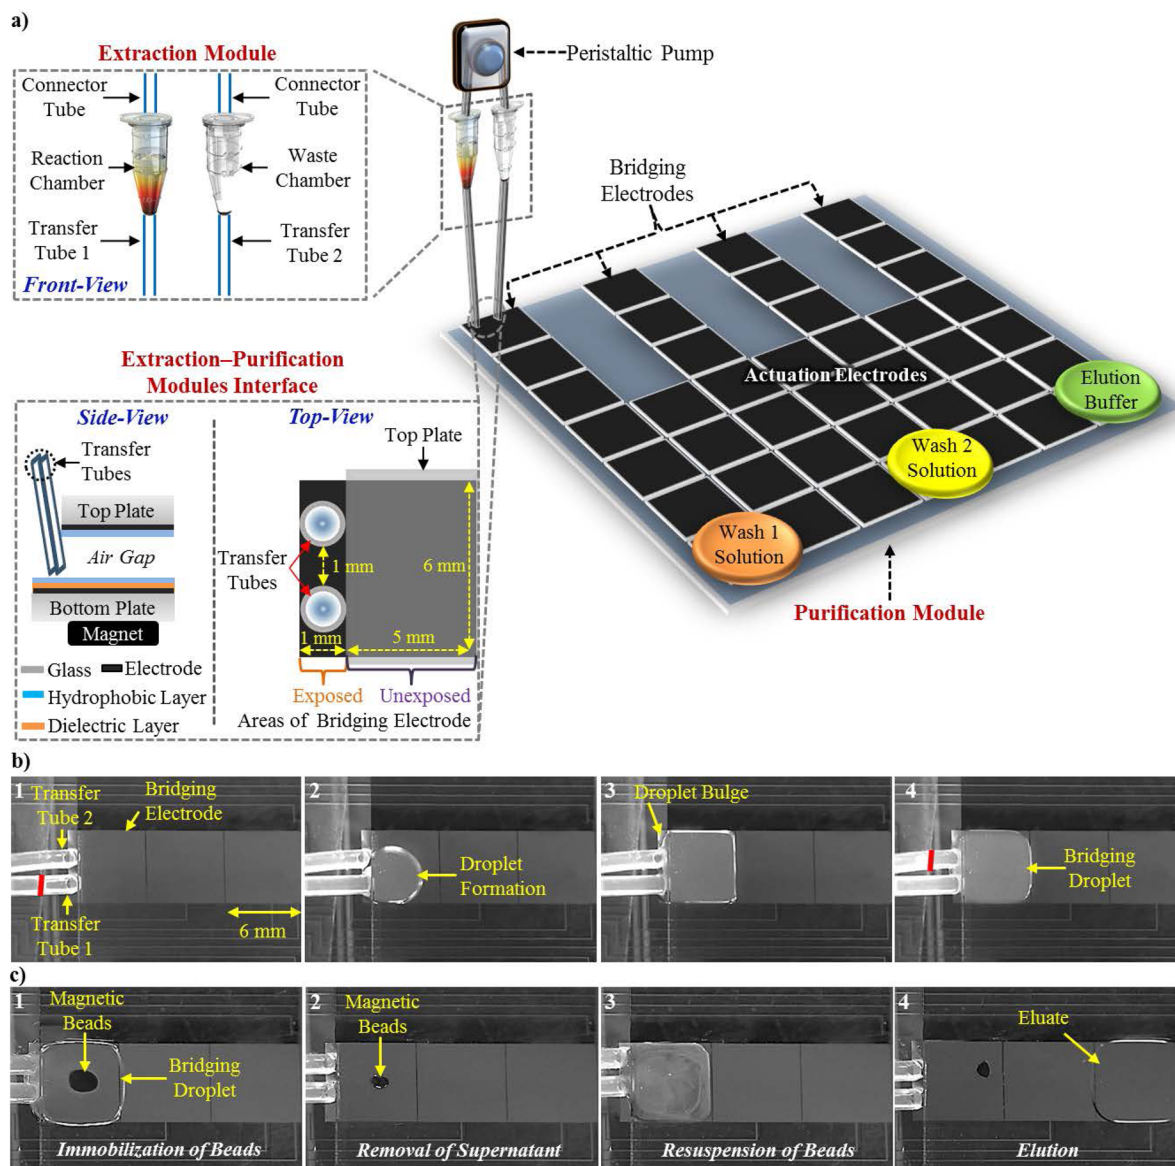 a)
Extraction Module
Connector
Tube
Connector
Tube
Reaction
Chamber
Waste
Chamber
Transfer
Tube 1
Transfer
Tube 2
Front-View
Peristaltic Pump
Bridging
Electrodes
Actuation Electrodes
Elution
Buffer
Wash 2
Solution
Wash 1
Solution
Purification Module
Extraction–Purification
Modules Interface
Side-View
Transfer
Tubes
Top Plate
Air Gap
Bottom Plate
Magnet
Glass
Electrode
Hydrophobic Layer
Dielectric Layer
Top-View
Top Plate
Transfer
Tubes
1 mm
6 mm
1 mm
5 mm
Exposed
Unexposed
Areas of Bridging Electrode
b)
1
Transfer
Tube 2
Bridging
Electrode
Transfer
Tube 1
6 mm
2
Droplet
Formation
3
Droplet Bulge
4
Bridging
Droplet
c)
1
Magnetic
Beads
Bridging
Droplet
Immobilization of Beads
2
Magnetic
Beads
Removal of Supernatant
3
Resuspension of Beads
4
Eluate
Elution